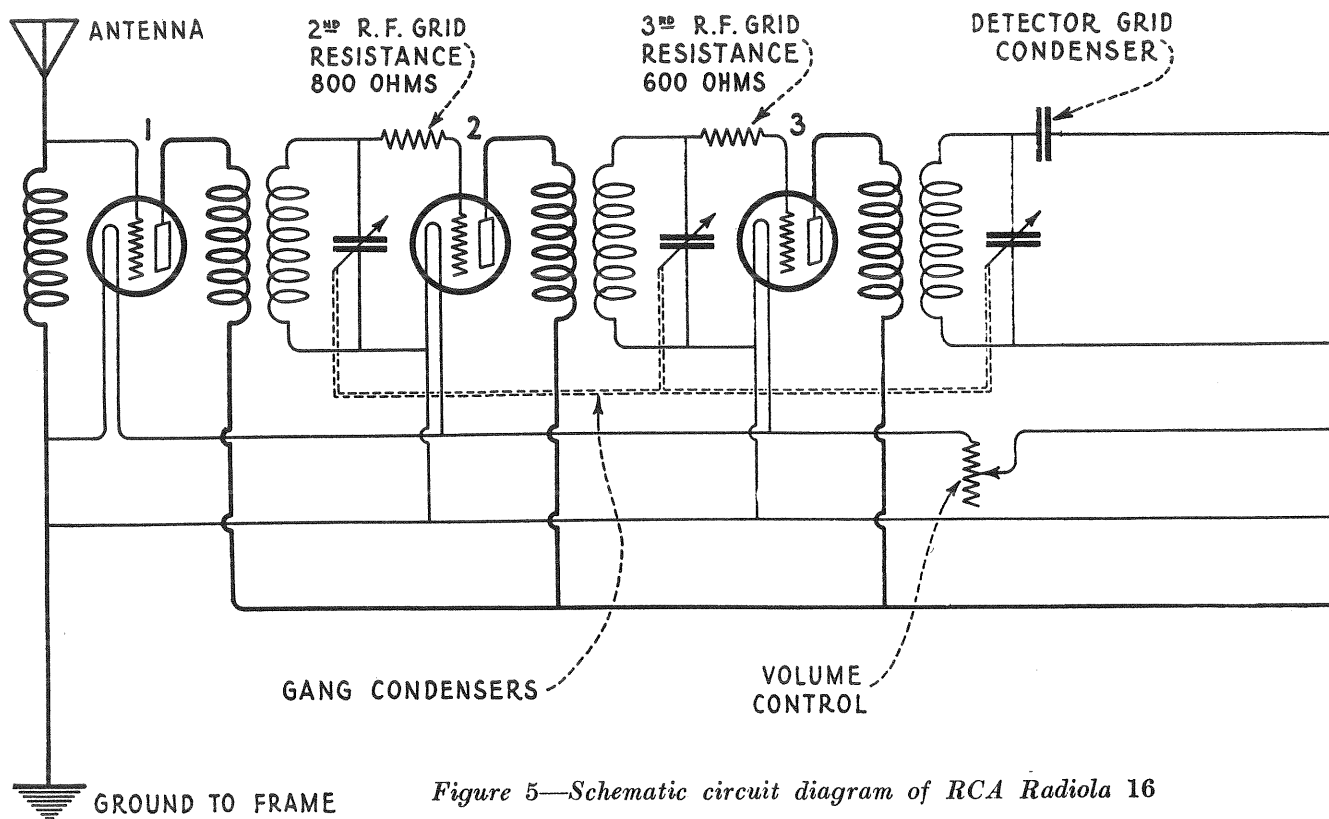 ANTENNA
2ND R.F. GRID
RESISTANCE
800 OHMS
3RD R.F. GRID
RESISTANCE
600 OHMS
DETECTOR GRID
CONDENSER
1
2
3
GANG CONDENSERS
VOLUME
CONTROL
GROUND TO FRAME
Figure 5—Schematic circuit diagram of RCA Radiola 16